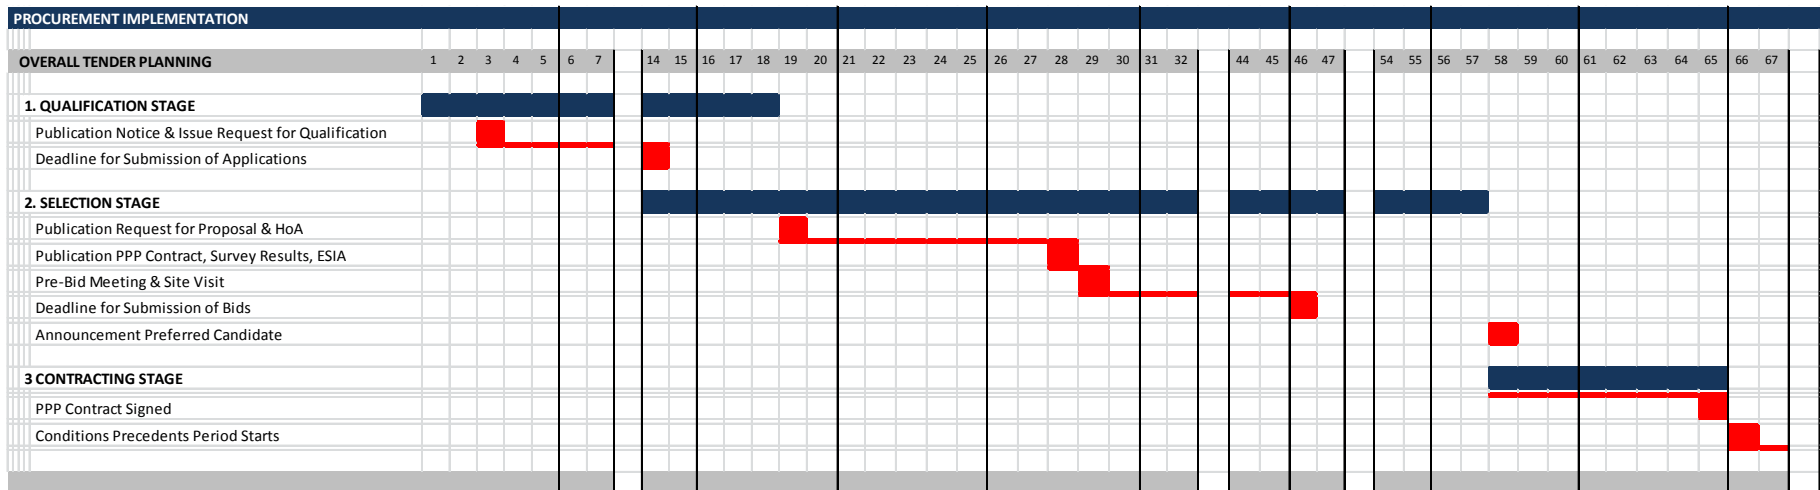 PROCUREMENT IMPLEMENTATION
OVERALL TENDER PLANNING 1 2 3 4 5 6 7 14 15 16 17 18 19 20 21 22 23 24 25 26 27 28 29 30 31 32 44 45 46 47 54 55 56 57 58 59 60 61 62 63 64 65 66 67
1. QUALIFICATION STAGE
Publication Notice & Issue Request for Qualification
Deadline for Submission of Applications
2. SELECTION STAGE
Publication Request for Proposal & HoA
Publication PPP Contract, Survey Results, ESIA
Pre-Bid Meeting & Site Visit
Deadline for Submission of Bids
Announcement Preferred Candidate
3 CONTRACTING STAGE
PPP Contract Signed
Conditions Precedents Period Starts